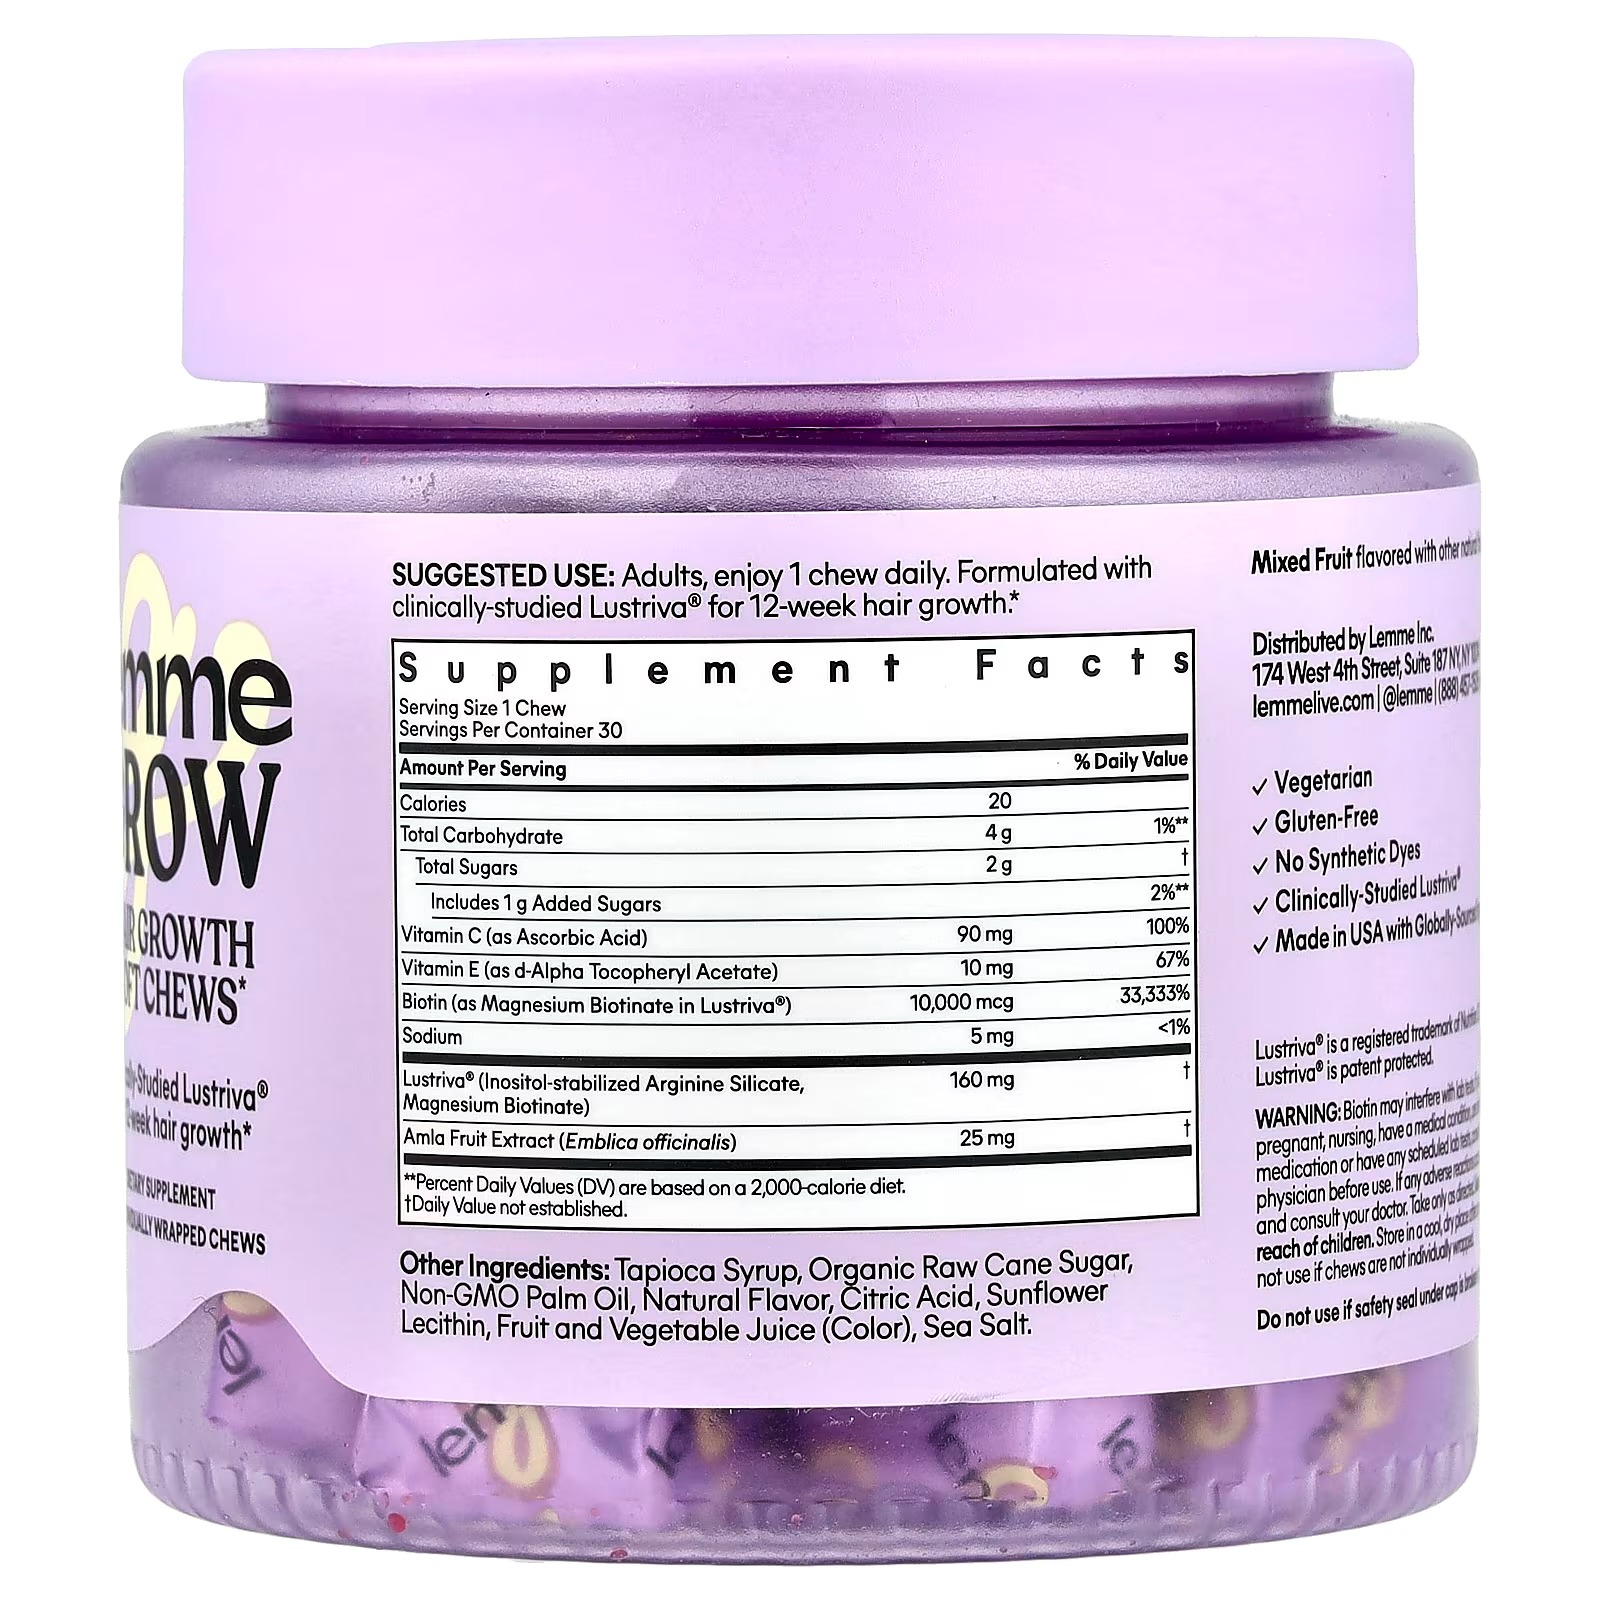 mme
ROW
GROWTH
CHEWS*
Studied Lustriva®
week hair growth*
SUPPLEMENT
WRAPPED CHEWS
SUGGESTED USE: Adults, enjoy 1 chew daily. Formulated with
clinically-studied Lustriva® for 12-week hair growth.*
Supplement Facts
Serving Size 1 Chew
Servings Per Container 30
Amount Per Serving % Daily Value
Calories 20
Total Carbohydrate 4 g 1%**
Total Sugars 2 g †
Includes 1 g Added Sugars 2%**
Vitamin C (as Ascorbic Acid) 90 mg 100%
Vitamin E (as d-Alpha Tocopheryl Acetate) 10 mg 67%
Biotin (as Magnesium Biotinate in Lustriva®) 10,000 mcg 33,333%
Sodium 5 mg <1%
Lustriva® (Inositol-stabilized Arginine Silicate, 160 mg †
Magnesium Biotinate)
Amla Fruit Extract (Emblica officinalis) 25 mg †
**Percent Daily Values (DV) are based on a 2,000-calorie diet.
†Daily Value not established.
Other Ingredients: Tapioca Syrup, Organic Raw Cane Sugar,
Non-GMO Palm Oil, Natural Flavor, Citric Acid, Sunflower
Lecithin, Fruit and Vegetable Juice (Color), Sea Salt.
Mixed Fruit flavored with other natural
Distributed by Lemme Inc.
174 West 4th Street, Suite 187 NY, NY
lemmelive.com | @lemme | (888)
✓ Vegetarian
✓ Gluten-Free
✓ No Synthetic Dyes
✓ Clinically-Studied Lustriva®
✓ Made in USA with Globally-Sourced
Lustriva® is a registered trademark of
Lustriva® is patent protected.
WARNING: Biotin may interfere with lab tests.
pregnant, nursing, have a medical condition,
medication or have any scheduled lab tests,
physician before use. If any adverse reactions
and consult your doctor. Take only as directed.
reach of children. Store in a cool, dry place
not use if chews are not individually wrapped.
Do not use if safety seal under cap is